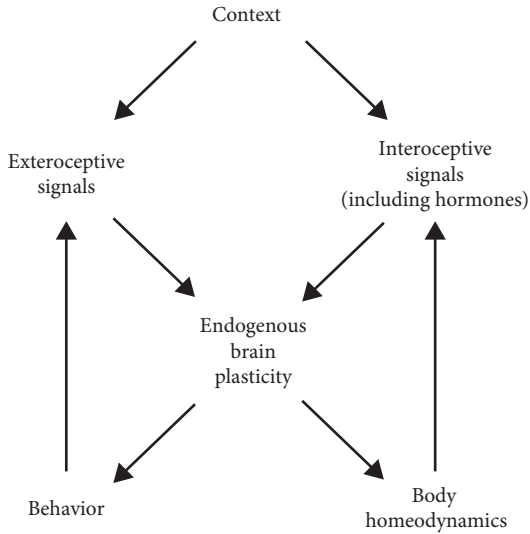 Context
Exteroceptive
signals
Interoceptive
signals
(including hormones)
Endogenous
brain
plasticity
Behavior
Body
homeodynamics